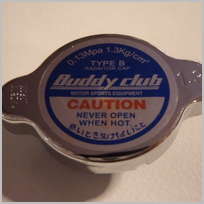 0.13Mpa 1.3Kg/cm²
TYPE B
RADIATOR CAP
Buddy club
MOTOR SPORTS EQUIPMENT
CAUTION
NEVER OPEN
WHEN HOT.